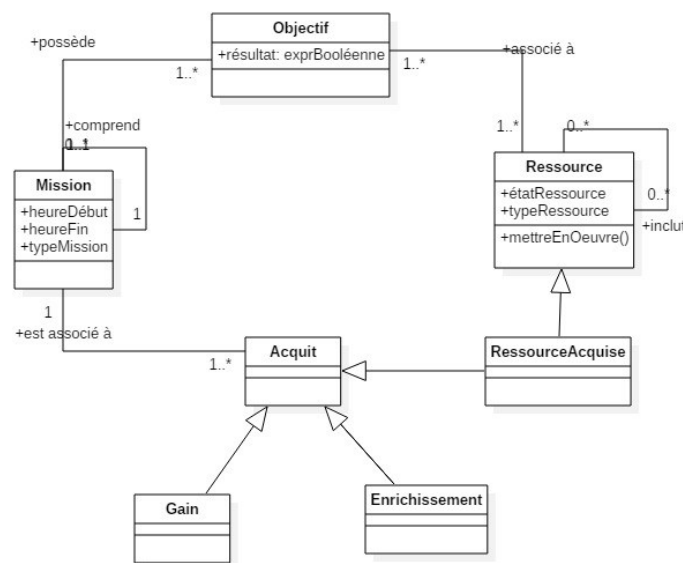 Objectif
+possède
+résultat: exprBooléenne
+associé à
1..*
1..*
+comprend
1..*
0..*
Mission
Ressource
+heureDébut
+étatRessource
0..*
+heureFin
1
+typeRessource
+typeMission
+inclut
+mettreEnOeuvre()
1
+est associé à
Acquit
RessourceAcquise
1..*
Gain
Enrichissement